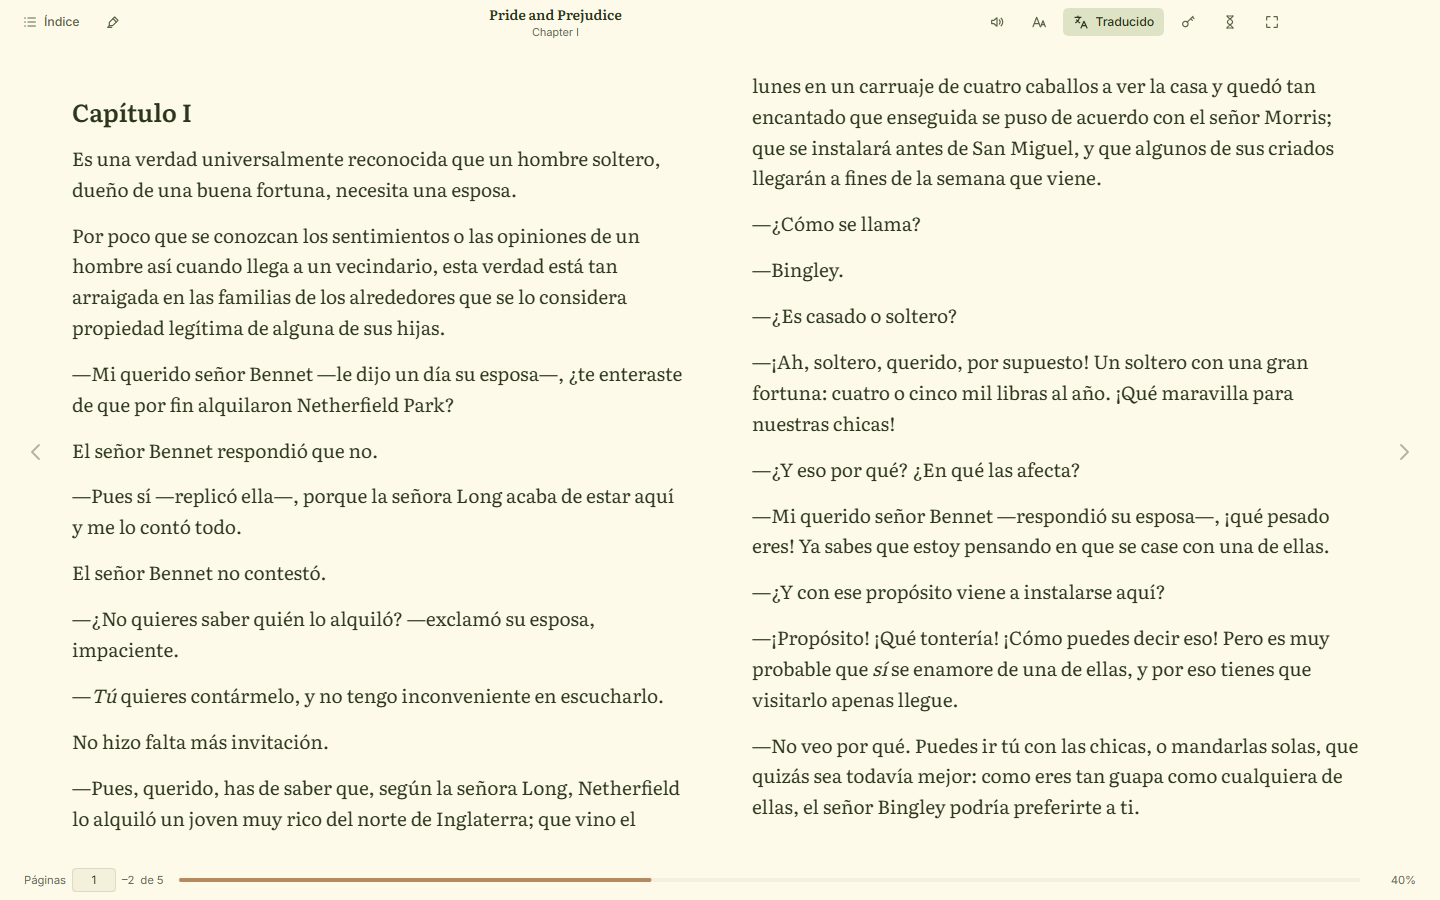 Índice
Pride and Prejudice
Chapter I
Traducido
Capítulo I
Es una verdad universalmente reconocida que un hombre soltero,
dueño de una buena fortuna, necesita una esposa.
Por poco que se conozcan los sentimientos o las opiniones de un
hombre así cuando llega a un vecindario, esta verdad está tan
arraigada en las familias de los alrededores que se lo considera
propiedad legítima de alguna de sus hijas.
—Mi querido señor Bennet —le dijo un día su esposa—, ¿te enteraste
de que por fin alquilaron Netherfield Park?
El señor Bennet respondió que no.
—Pues sí —replicó ella—, porque la señora Long acaba de estar aquí
y me lo contó todo.
El señor Bennet no contestó.
—¿No quieres saber quién lo alquiló? —exclamó su esposa,
impaciente.
—Tú quieres contármelo, y no tengo inconveniente en escucharlo.
No hizo falta más invitación.
—Pues, querido, has de saber que, según la señora Long, Netherfield
lo alquiló un joven muy rico del norte de Inglaterra; que vino el
lunes en un carruaje de cuatro caballos a ver la casa y quedó tan
encantado que enseguida se puso de acuerdo con el señor Morris;
que se instalará antes de San Miguel, y que algunos de sus criados
llegarán a fines de la semana que viene.
—¿Cómo se llama?
—Bingley.
—¿Es casado o soltero?
—¡Ah, soltero, querido, por supuesto! Un soltero con una gran
fortuna: cuatro o cinco mil libras al año. ¡Qué maravilla para
nuestras chicas!
—¿Y eso por qué? ¿En qué las afecta?
—Mi querido señor Bennet —respondió su esposa—, ¡qué pesado
eres! Ya sabes que estoy pensando en que se case con una de ellas.
—¿Y con ese propósito viene a instalarse aquí?
—¡Propósito! ¡Qué tontería! ¡Cómo puedes decir eso! Pero es muy
probable que sí se enamore de una de ellas, y por eso tienes que
visitarlo apenas llegue.
—No veo por qué. Puedes ir tú con las chicas, o mandarlas solas, que
quizás sea todavía mejor: como eres tan guapa como cualquiera de
ellas, el señor Bingley podría preferirte a ti.
Páginas 1 –2 de 5
40%